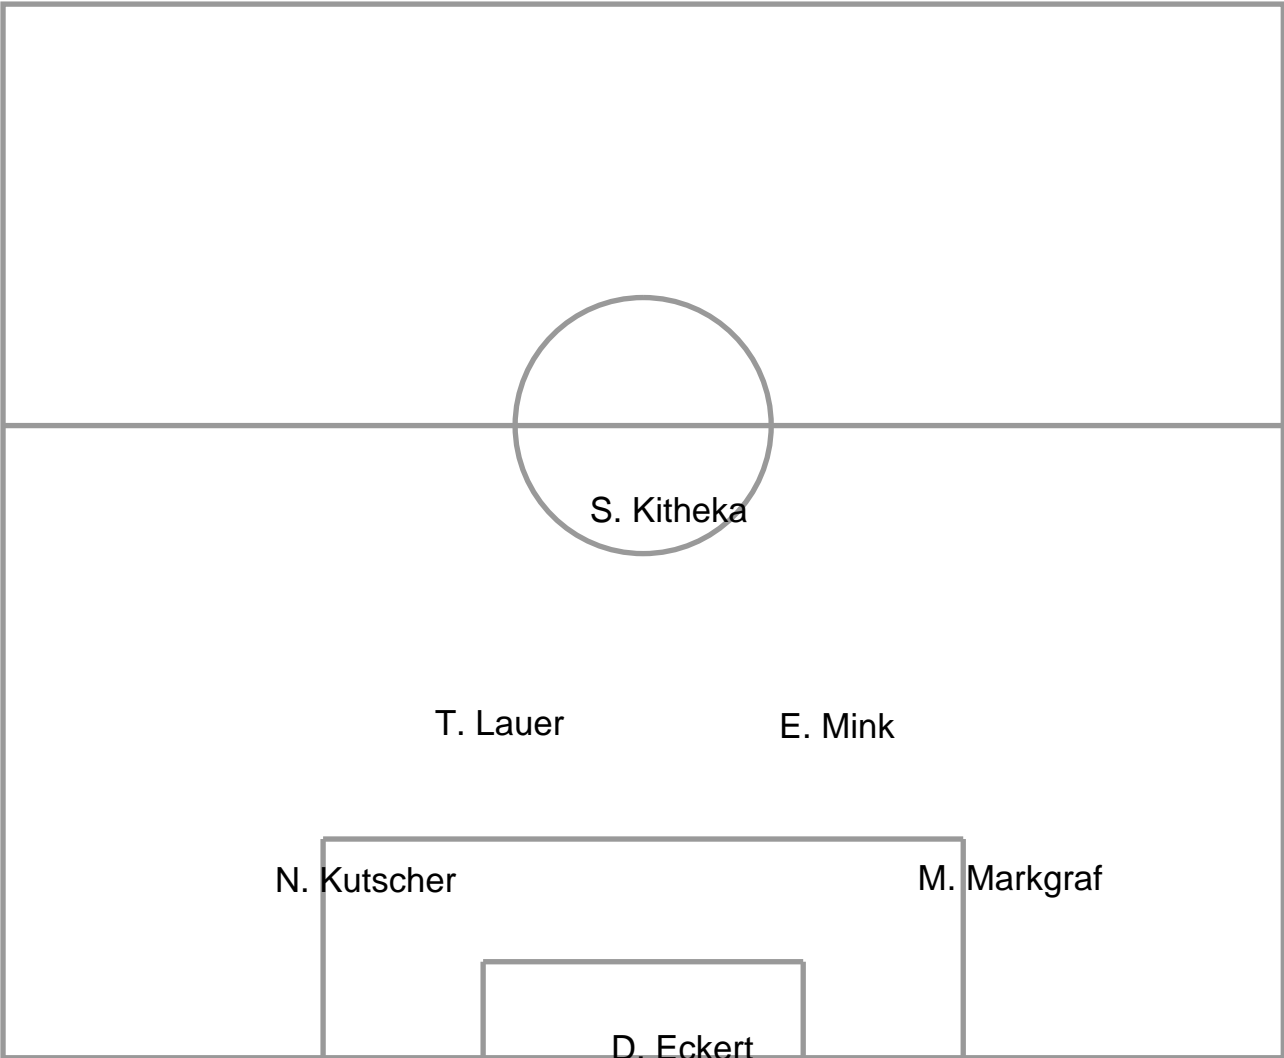 S. Kitheka
T. Lauer
E. Mink
N. Kutscher
M. Markgraf
D. Eckert